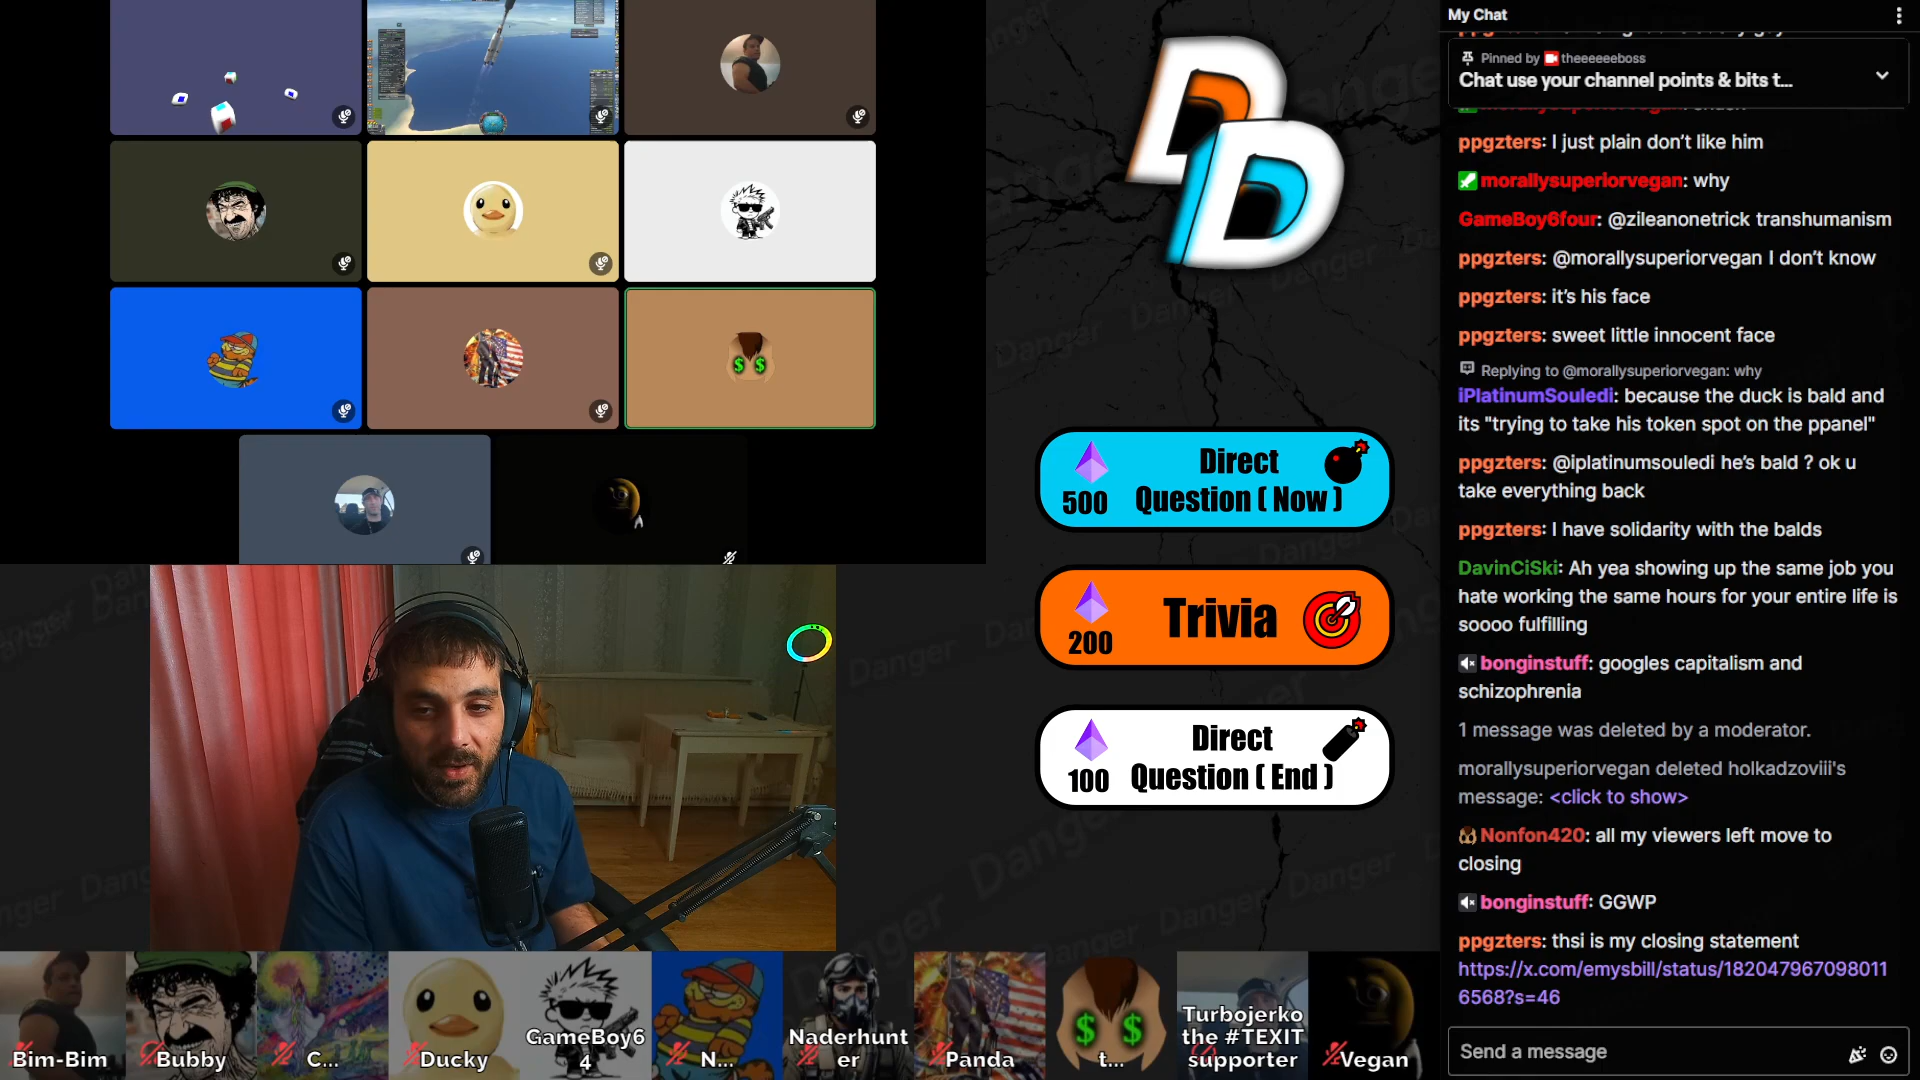 My Chat
Pinned by theeeeeboss
Chat use your channel points & bits t...
ppgzters: I just plain don't like him
morallysuperiorvegan: why
GameBoy6four: @zileanonetrick transhumanism
ppgzters: @morallysuperiorvegan I don't know
ppgzters: it's his face
ppgzters: sweet little innocent face
Replying to @morallysuperiorvegan: why
iPlatinumSouledi: because the duck is bald and
its "trying to take his token spot on the ppanel"
ppgzters: @iplatinumsouledi he's bald ? ok u
take everything back
ppgzters: I have solidarity with the balds
DavinCiSki: Ah yea showing up the same job you
hate working the same hours for your entire life is
soooo fulfilling
bonginstuff: googles capitalism and
schizophrenia
1 message was deleted by a moderator.
morallysuperiorvegan deleted holkadzoviii's
message: <click to show>
Nonfon420: all my viewers left move to
closing
bonginstuff: GGWP
ppgzters: thsi is my closing statement
https://x.com/emysbill/status/182047967098011
6568?s=46
Send a message
DD
500
Direct
Question ( Now )
200
Trivia
100
Direct
Question ( End )
Bim-Bim
Bubby
C...
Ducky
GameBoy6
4
N...
Naderhunt
er
Panda
t...
Turbojerko
the #TEXIT
supporter
Vegan
Danger